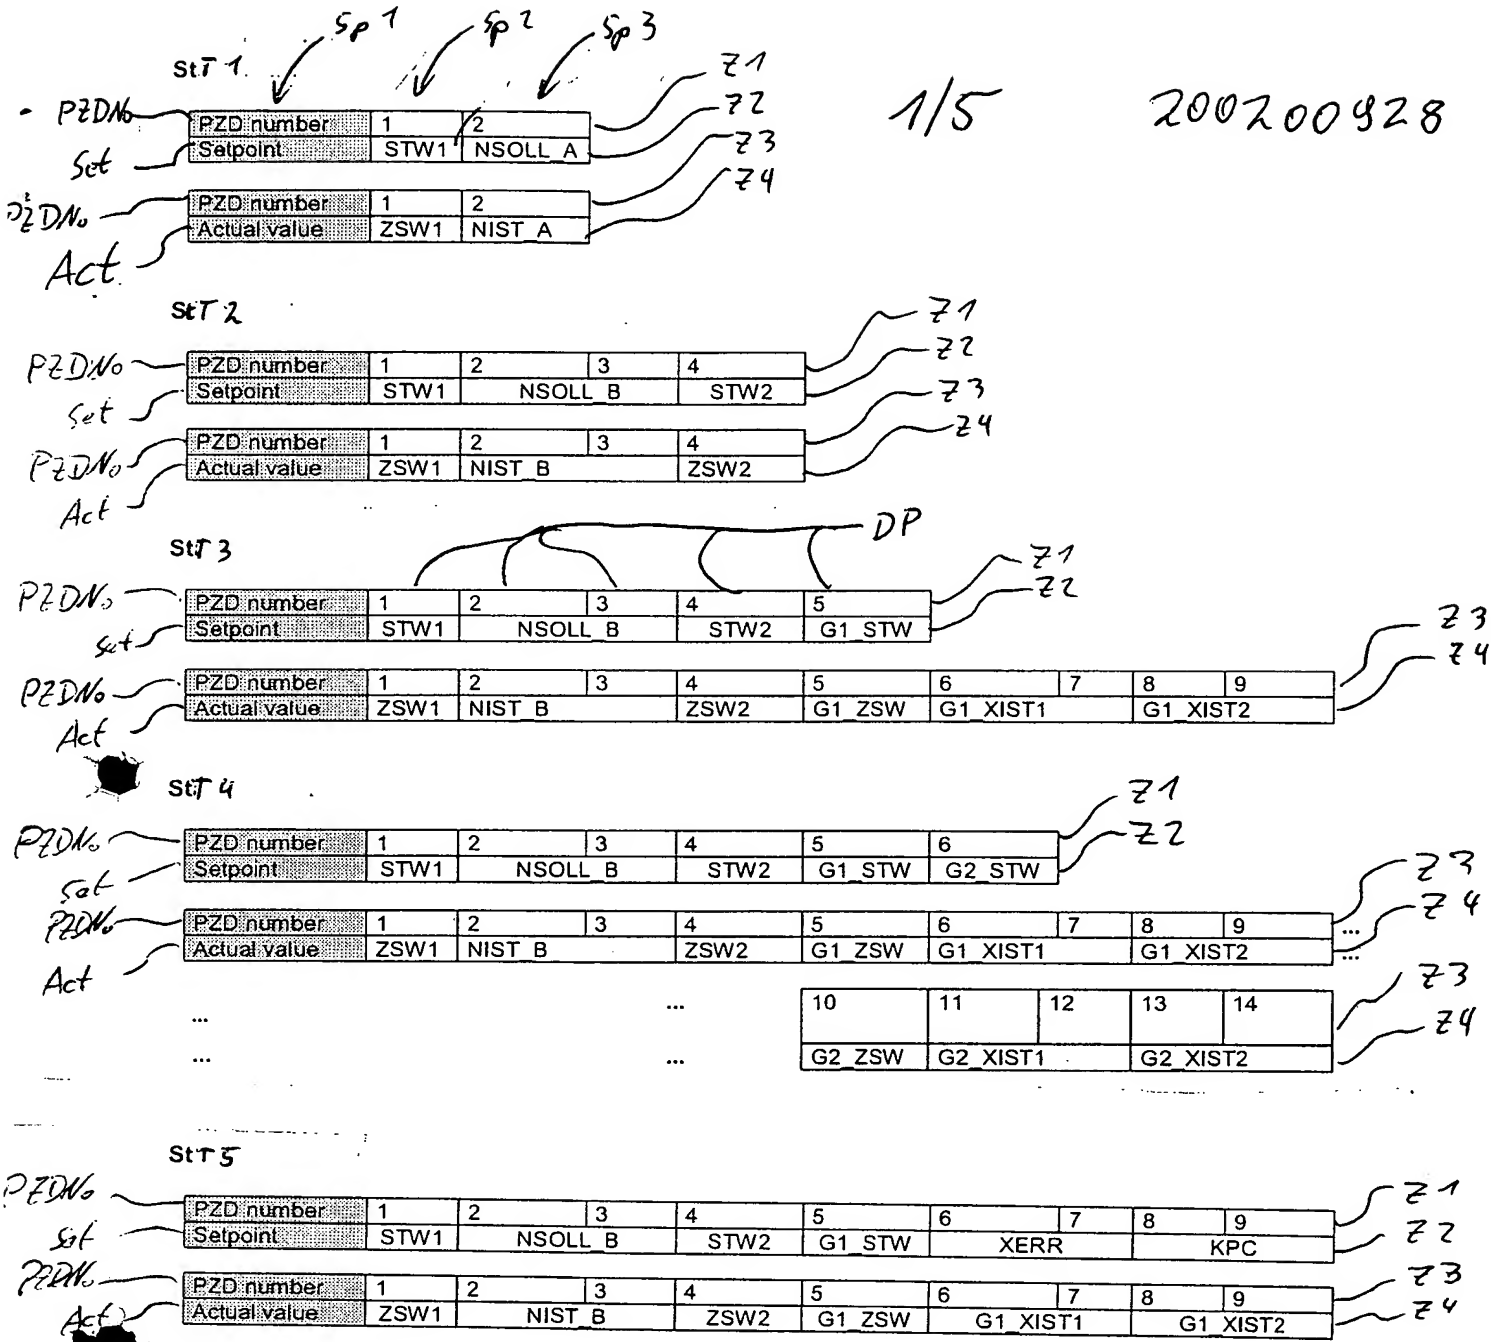 Sp 1 Sp 2 Sp 3
StT 1 Z1
1/5 200200928
PZDNo PZD number 1 2 Z2
Set Setpoint STW1 NSOLL_A Z3
PZDNo PZD number 1 2 Z4
Act Actual value ZSW1 NIST_A
StT 2 Z1
PZDNo PZD number 1 2 3 4 Z2
Set Setpoint STW1 NSOLL_B STW2 Z3
PZDNo PZD number 1 2 3 4 Z4
Act Actual value ZSW1 NIST_B ZSW2
DP
StT 3 Z1
PZDNo PZD number 1 2 3 4 5 Z2
Set Setpoint STW1 NSOLL_B STW2 G1_STW Z3
PZDNo PZD number 1 2 3 4 5 6 7 8 9 Z4
Act Actual value ZSW1 NIST_B ZSW2 G1_ZSW G1_XIST1 G1_XIST2
StT 4 Z1
PZDNo PZD number 1 2 3 4 5 6 Z2
Set Setpoint STW1 NSOLL_B STW2 G1_STW G2_STW Z3
PZDNo PZD number 1 2 3 4 5 6 7 8 9 ... Z4
Act Actual value ZSW1 NIST_B ZSW2 G1_ZSW G1_XIST1 G1_XIST2 ...
... ... 10 11 12 13 14 Z3
... ... G2_ZSW G2_XIST1 G2_XIST2 Z4
StT 5
PZDNo PZD number 1 2 3 4 5 6 7 8 9 Z1
Set Setpoint STW1 NSOLL_B STW2 G1_STW XERR KPC Z2
PZDNo PZD number 1 2 3 4 5 6 7 8 9 Z3
Act Actual value ZSW1 NIST_B ZSW2 G1_ZSW G1_XIST1 G1_XIST2 Z4